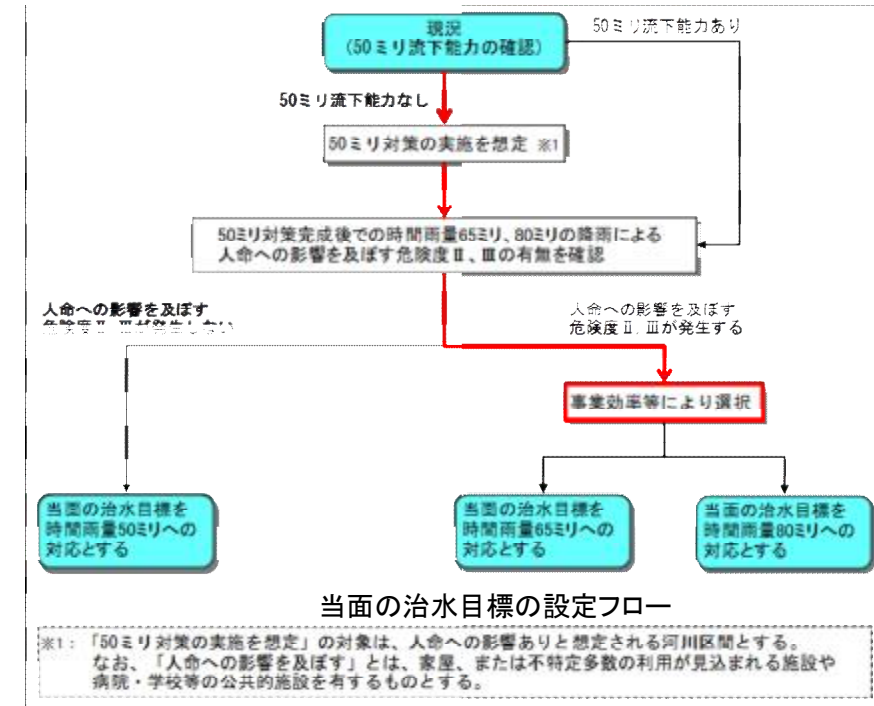 現況
(50ミリ流下能力の確認)
50ミリ流下能力あり
50ミリ流下能力なし
50ミリ対策の実施を想定 ※1
50ミリ対策完成後での時間雨量65ミリ、80ミリの降雨による
人命への影響を及ぼす危険度Ⅱ、Ⅲの有無を確認
人命への影響を及ぼす
危険度Ⅱ、Ⅲが発生しない
人命への影響を及ぼす
危険度Ⅱ、Ⅲが発生する
事業効率等により選択
当面の治水目標を
時間雨量50ミリへの
対応とする
当面の治水目標を
時間雨量65ミリへの
対応とする
当面の治水目標を
時間雨量80ミリへの
対応とする
当面の治水目標の設定フロー
※1：「50ミリ対策の実施を想定」の対象は、人命への影響ありと想定される河川区間とする。
なお、「人命への影響を及ぼす」とは、家屋、または不特定多数の利用が見込まれる施設や
病院・学校等の公共的施設を有するものとする。